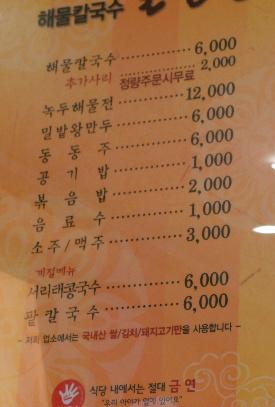 해물칼국수
해물칼국수 6,000
추가사리 2,000
정량주문시무료
녹두해물전 12,000
밀밭왕만두 6,000
동동주 6,000
공기밥 1,000
볶음밥 2,000
음료수 1,000
소주/맥주 3,000
계절메뉴
서리태콩국수 6,000
팥칼국수 6,000
- 저희 업소에서는 국내산 쌀/김치/돼지고기만을 사용합니다 -
식당 내에서는 절대 금연
"우리 아이가 옆에 있어요"